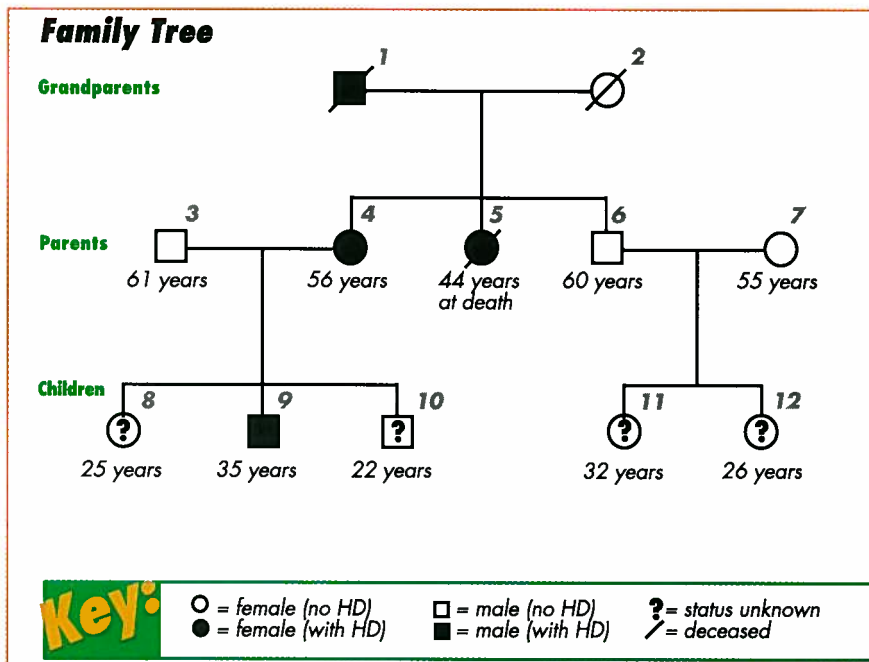 Family Tree
1 2
Grandparents
3 4 5 6 7
Parents
61 years 56 years 44 years 60 years 55 years
at death
Children
8 9 10 11 12
? ? ? ?
25 years 35 years 22 years 32 years 26 years
Key:
= female (no HD) = male (no HD) ? = status unknown
= female (with HD) = male (with HD) / = deceased